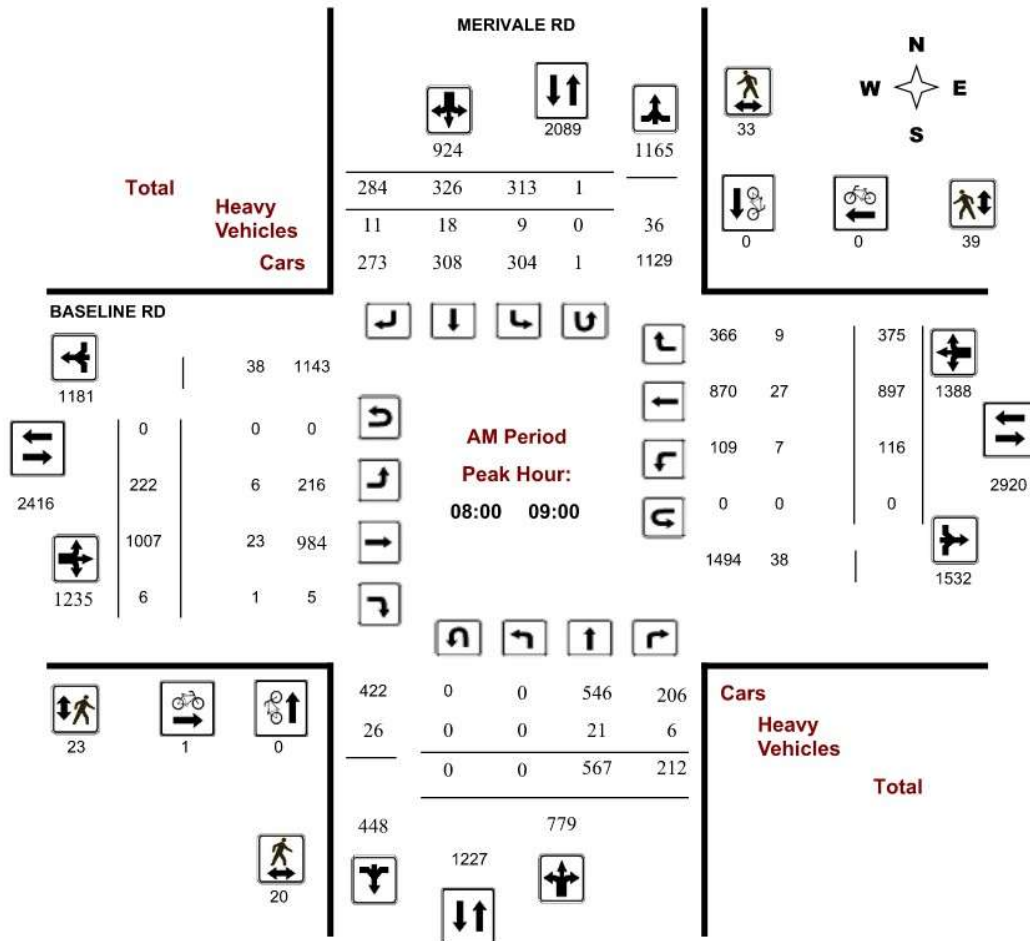 MERIVALE RD
N
W E
S
2089
33
924 1165
Total 284 326 313 1
Heavy
Vehicles 11 18 9 0 36
0 0 39
Cars 273 308 304 1 1129
BASELINE RD
366 9 375
38 1143
1181 870 27 897 1388
0 0 0
AM Period
109 7 116
Peak Hour:
222 6 216
2416 2920
08:00 09:00 0 0 0
1007 23 984
1494 38
1532
1235 6 1 5
422 0 0 546 206
Cars
26 0 0 21 6
Heavy
Vehicles
23 1 0
0 0 567 212
Total
448 779
1227
20